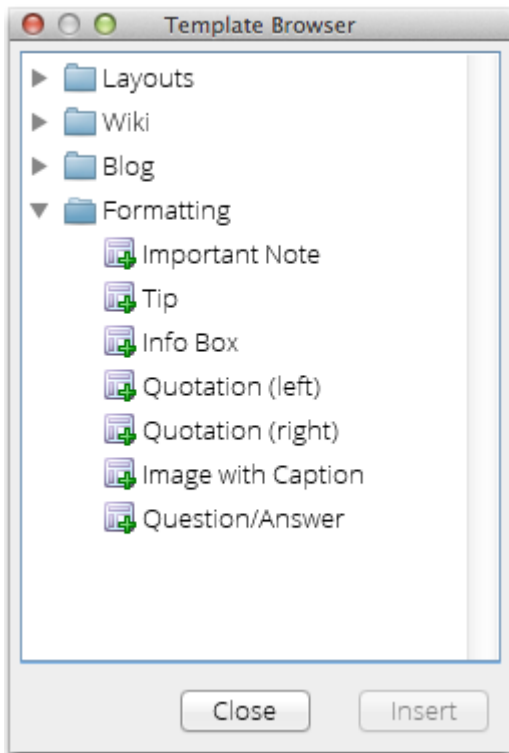 Template Browser
Layouts
Wiki
Blog
Formatting
Important Note
Tip
Info Box
Quotation (left)
Quotation (right)
Image with Caption
Question/Answer
Close Insert